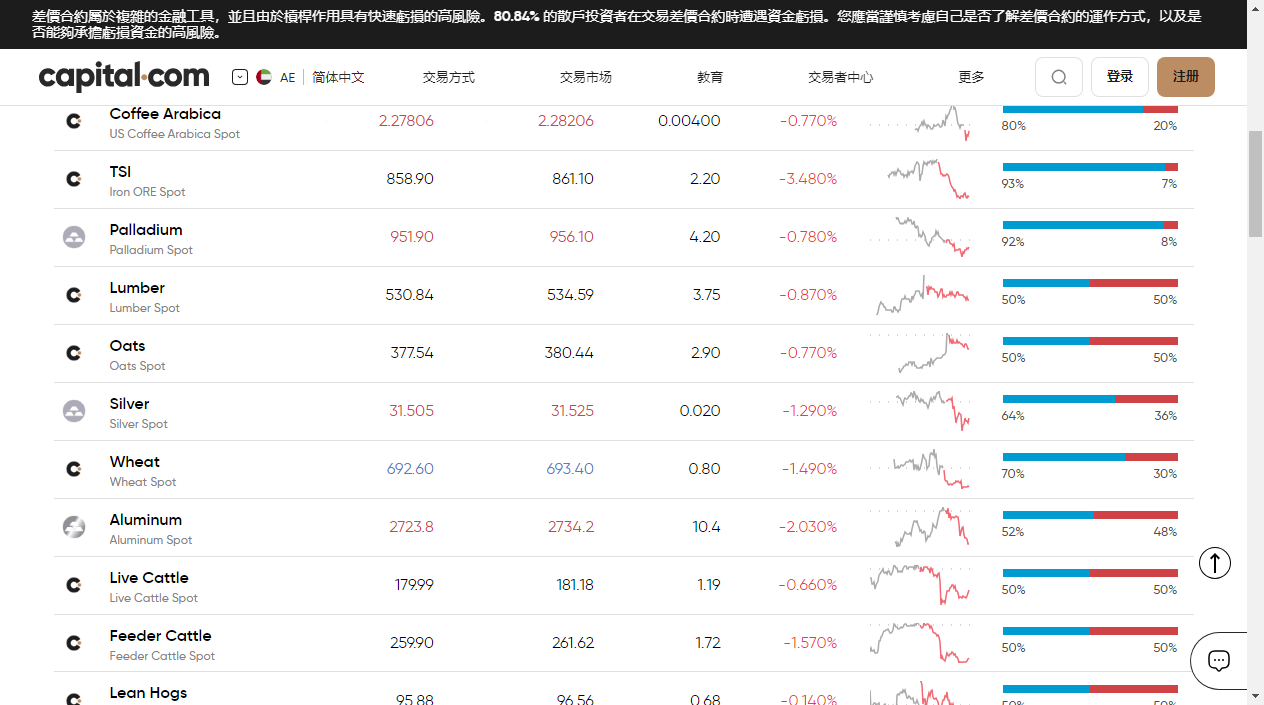 差價合約屬於複雜的金融工具，並且由於槓桿作用具有快速虧損的高風險。80.84% 的散戶投資者在交易差價合約時遭遇資金虧損。您應當謹慎考慮自己是否了解差價合約的運作方式，以及是
否能夠承擔虧損資金的高風險。
capital.com AE 简体中文 交易方式 交易市场 教育 交易者中心 更多 登录 注册
Coffee Arabica 2.27806 2.28206 0.00400 -0.770%
US Coffee Arabica Spot 80% 20%
TSI 858.90 861.10 2.20 -3.480%
Iron ORE Spot 93% 7%
Palladium 951.90 956.10 4.20 -0.780%
Palladium Spot 92% 8%
Lumber 530.84 534.59 3.75 -0.870%
Lumber Spot 50% 50%
Oats 377.54 380.44 2.90 -0.770%
Oats Spot 50% 50%
Silver 31.505 31.525 0.020 -1.290%
Silver Spot 64% 36%
Wheat 692.60 693.40 0.80 -1.490%
Wheat Spot 70% 30%
Aluminum 2723.8 2734.2 10.4 -2.030%
Aluminum Spot 52% 48%
Live Cattle 179.99 181.18 1.19 -0.660%
Live Cattle Spot 50% 50%
Feeder Cattle 259.90 261.62 1.72 -1.570%
Feeder Cattle Spot 50% 50%
Lean Hogs 95.88 96.56 0.68 -0.140%